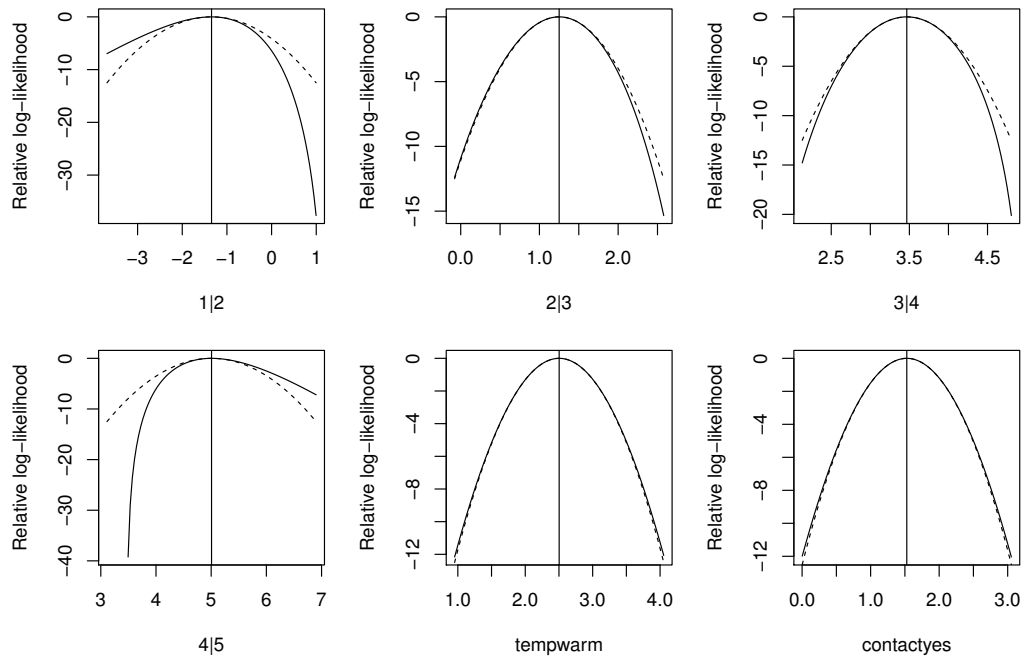 Relative log−likelihood
0
−10
−20
−30
−3 −2 −1 0 1
1|2
Relative log−likelihood
0
−5
−10
−15
0.0 1.0 2.0
2|3
Relative log−likelihood
0
−5
−10
−15
−20
2.5 3.5 4.5
3|4
Relative log−likelihood
0
−10
−20
−30
−40
3 4 5 6 7
4|5
Relative log−likelihood
0
−4
−8
−12
1.0 2.0 3.0 4.0
tempwarm
Relative log−likelihood
0
−4
−8
−12
0.0 1.0 2.0 3.0
contactyes